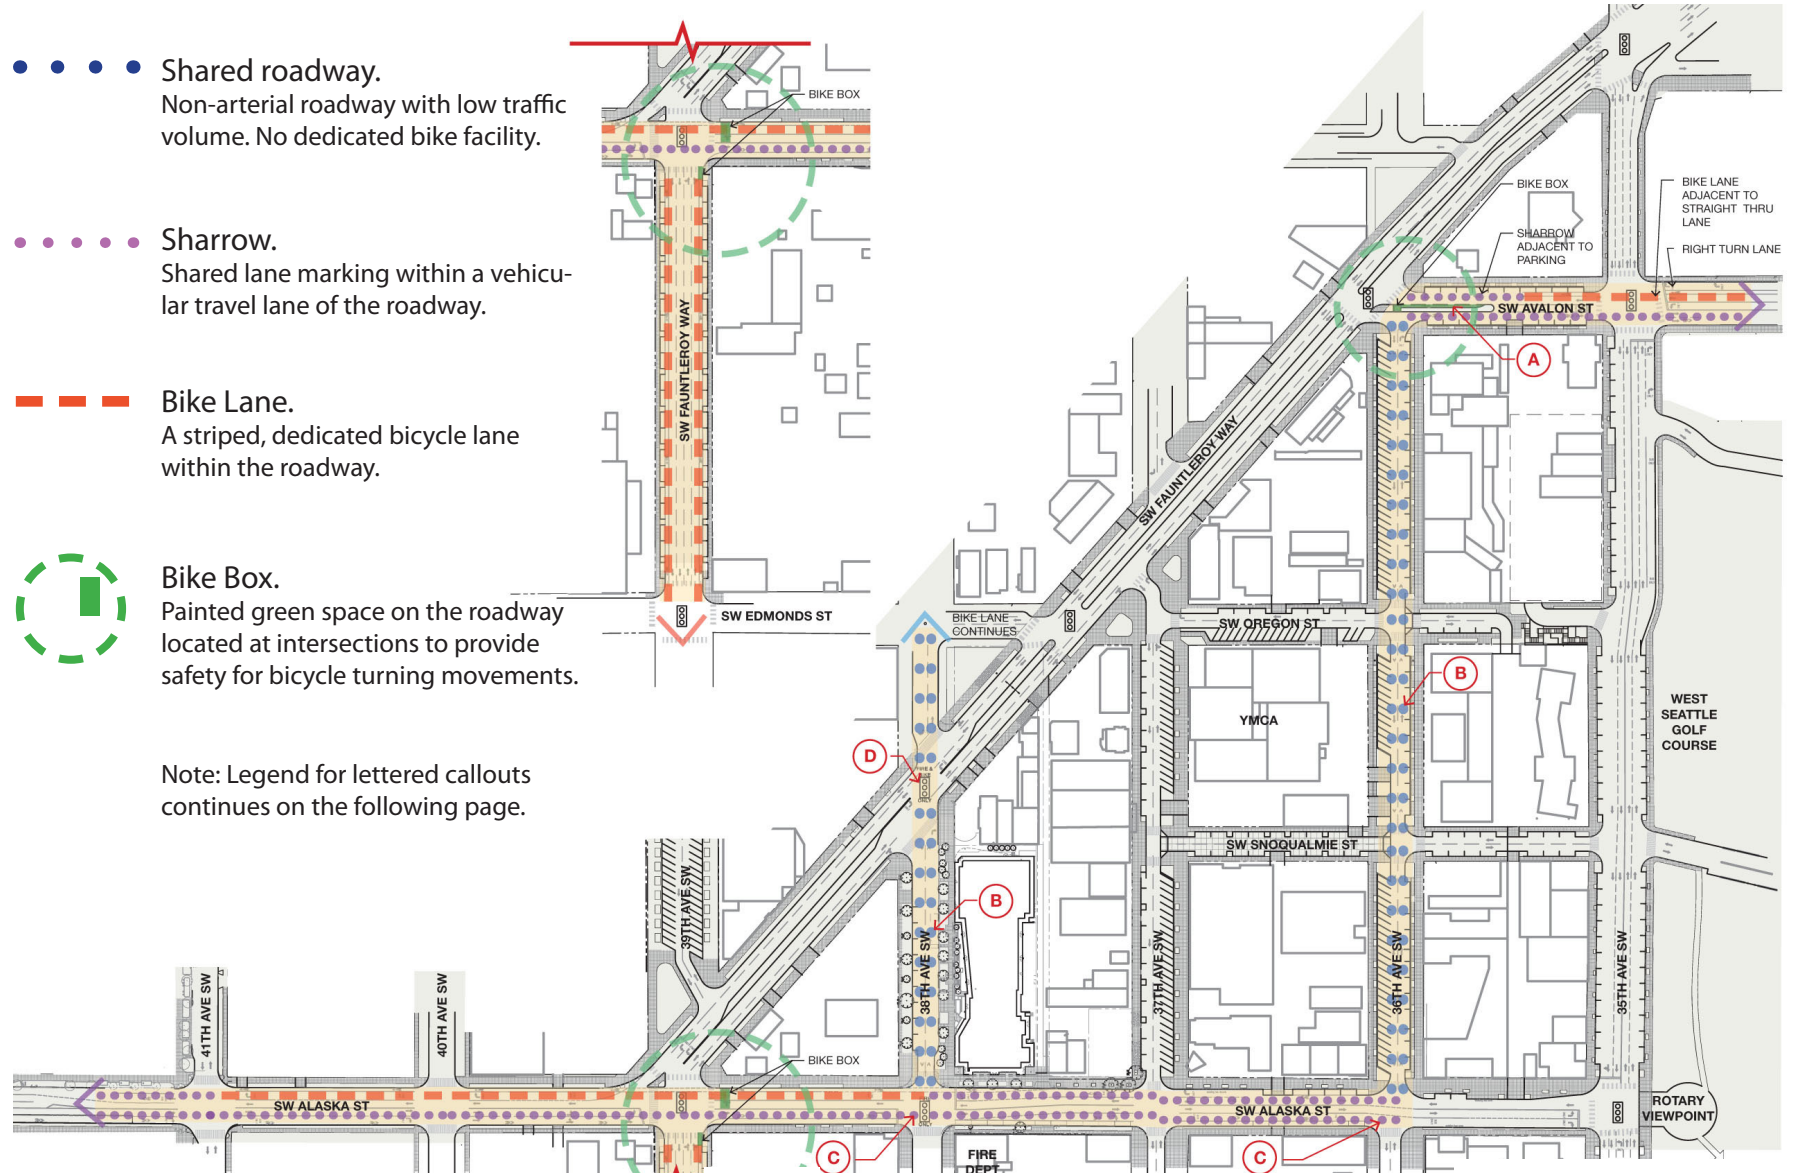 Shared roadway.
Non-arterial roadway with low traffic
volume. No dedicated bike facility.
Sharrow.
Shared lane marking within a vehicu-
lar travel lane of the roadway.
Bike Lane.
A striped, dedicated bicycle lane
within the roadway.
Bike Box.
Painted green space on the roadway
located at intersections to provide
safety for bicycle turning movements.
Note: Legend for lettered callouts
continues on the following page.
BIKE BOX
SW FAUNTLEROY WAY
SW EDMONDS ST
BIKE BOX
SHARROW
ADJACENT TO
PARKING
BIKE LANE
ADJACENT TO
STRAIGHT THRU
LANE
RIGHT TURN LANE
SW AVALON ST
A
SW FAUNTLEROY WAY
BIKE LANE
CONTINUES
SW OREGON ST
B
YMCA
WEST
SEATTLE
GOLF
COURSE
D
SW SNOQUALMIE ST
B
39TH AVE SW
38TH AVE SW
37TH AVE SW
36TH AVE SW
35TH AVE SW
41TH AVE SW
40TH AVE SW
BIKE BOX
SW ALASKA ST
SW ALASKA ST
ROTARY
VIEWPOINT
C
FIRE
DEPT
C